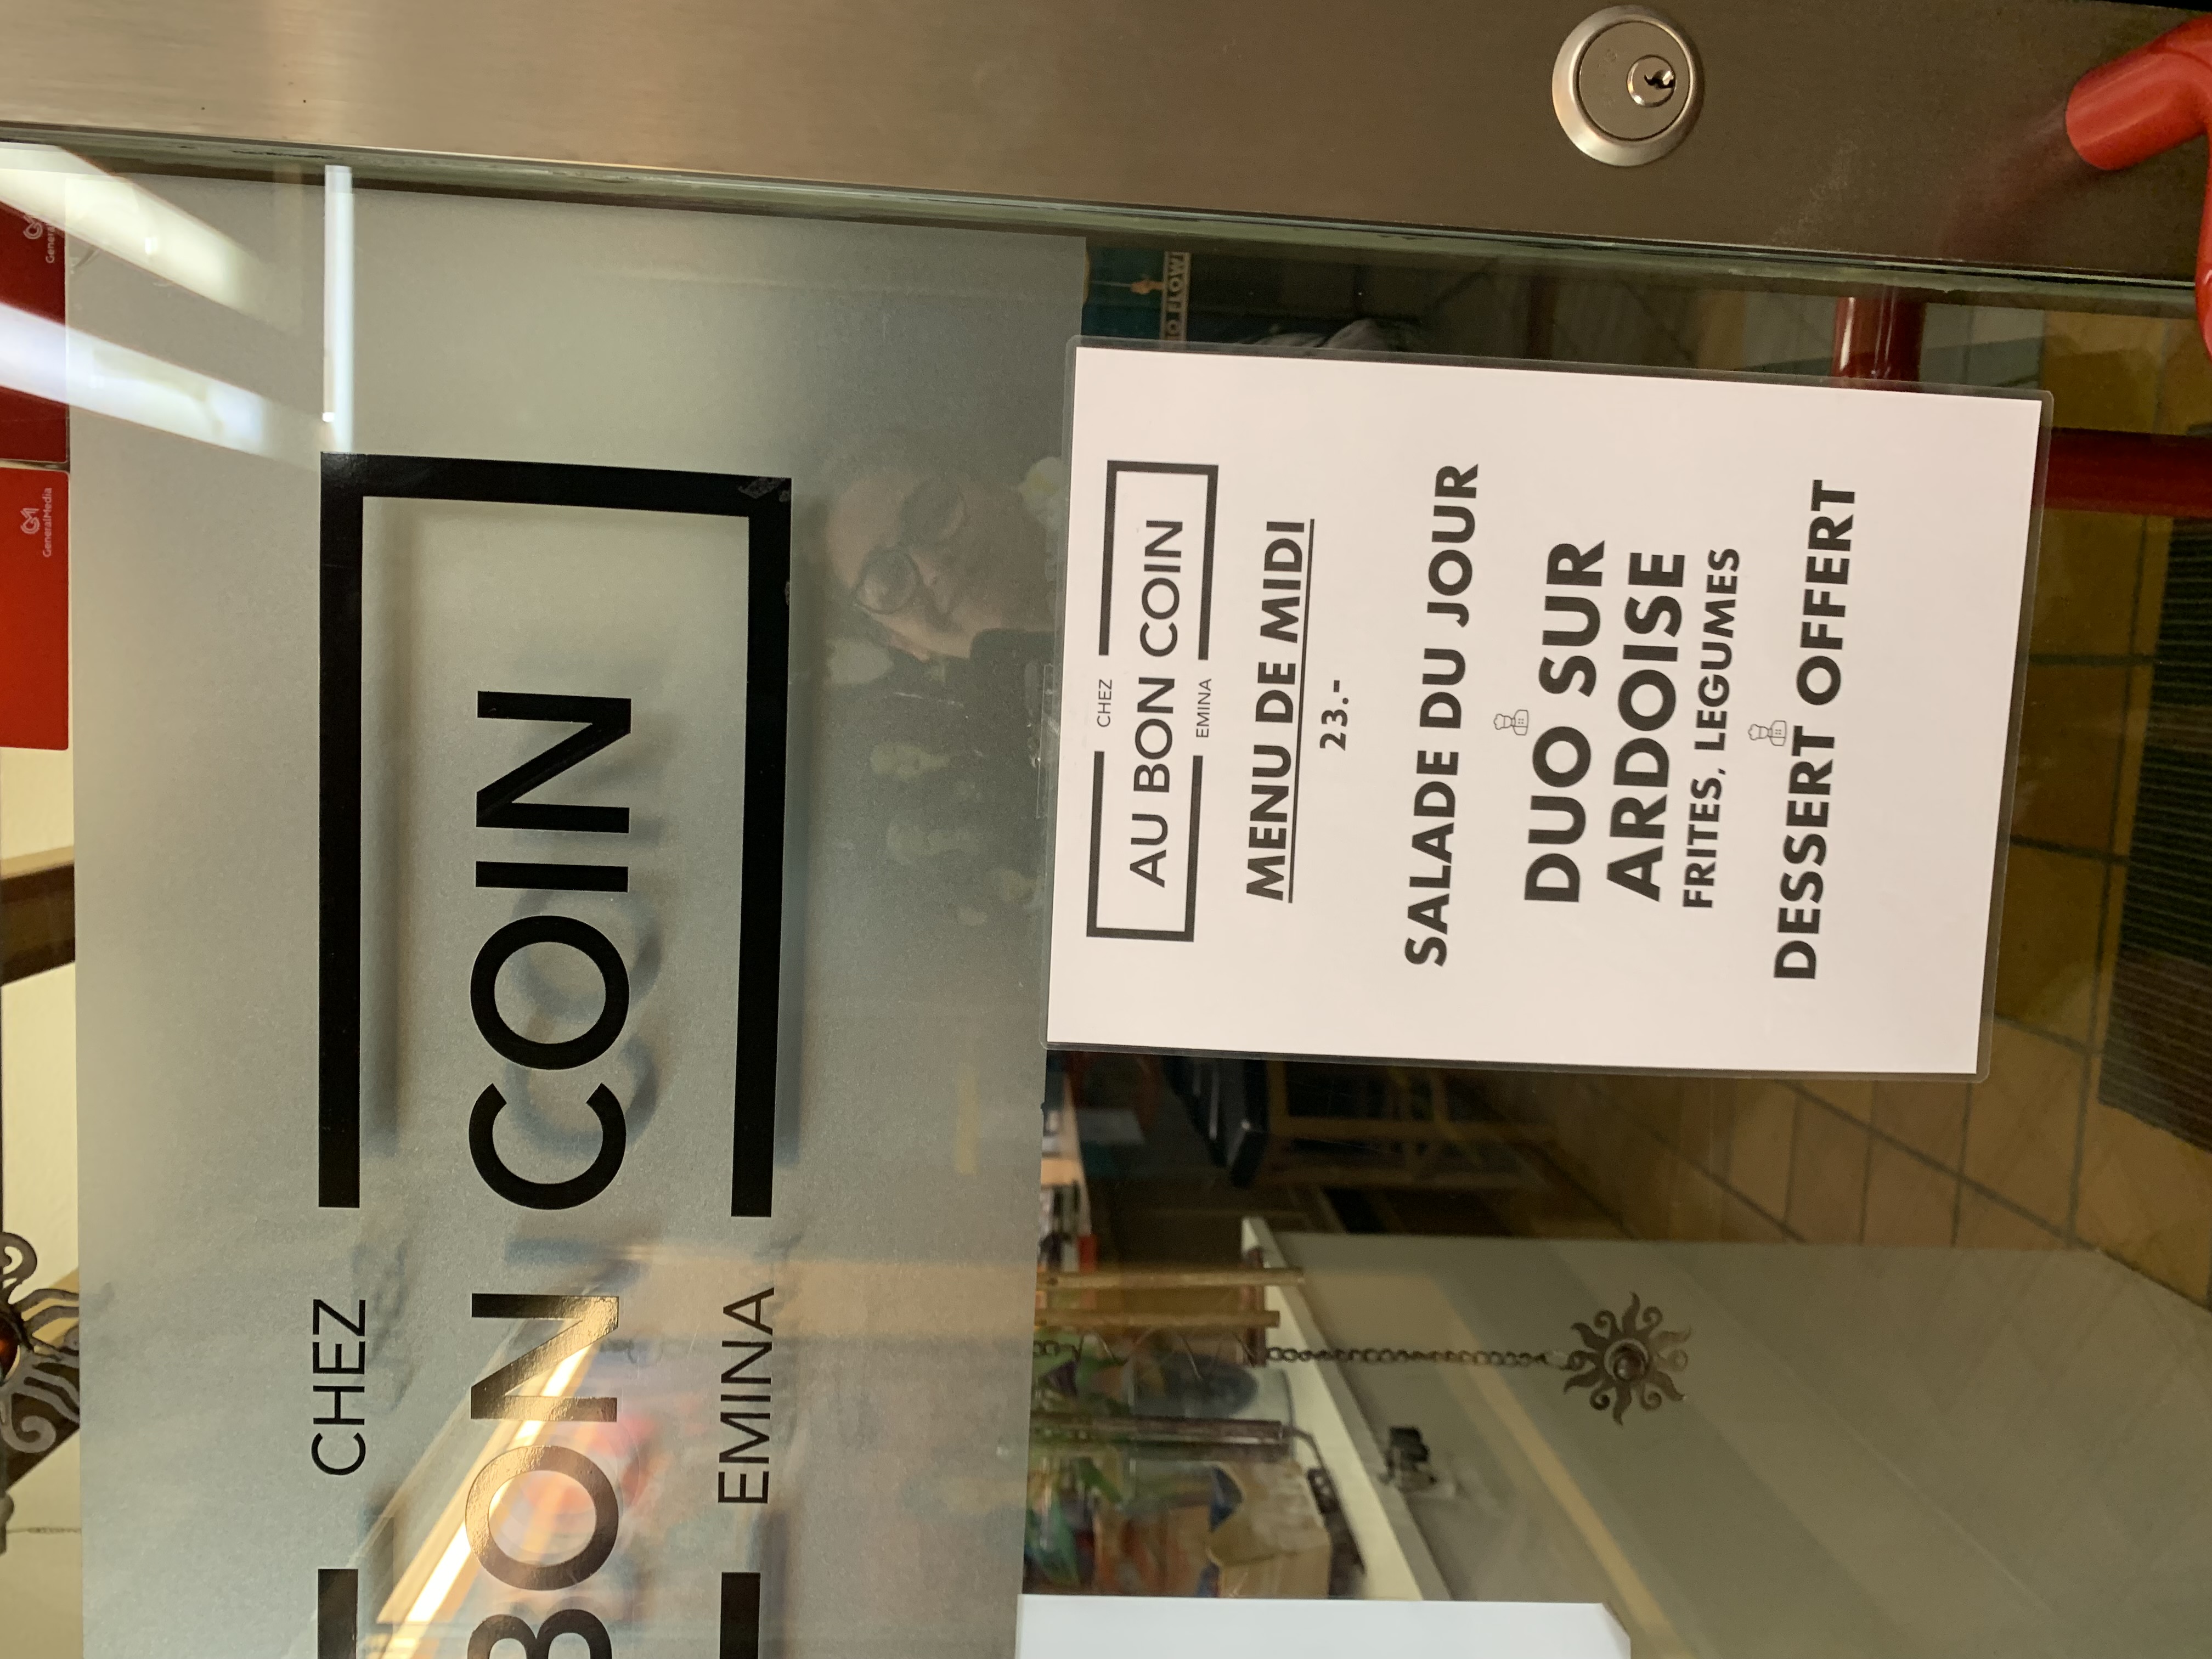 CHEZ
BON COIN
EMINA
CHEZ
AU BON COIN
EMINA
MENU DE MIDI
23.-
SALADE DU JOUR
DUO SUR
ARDOISE
FRITES, LEGUMES
DESSERT OFFERT
GeneralMedia